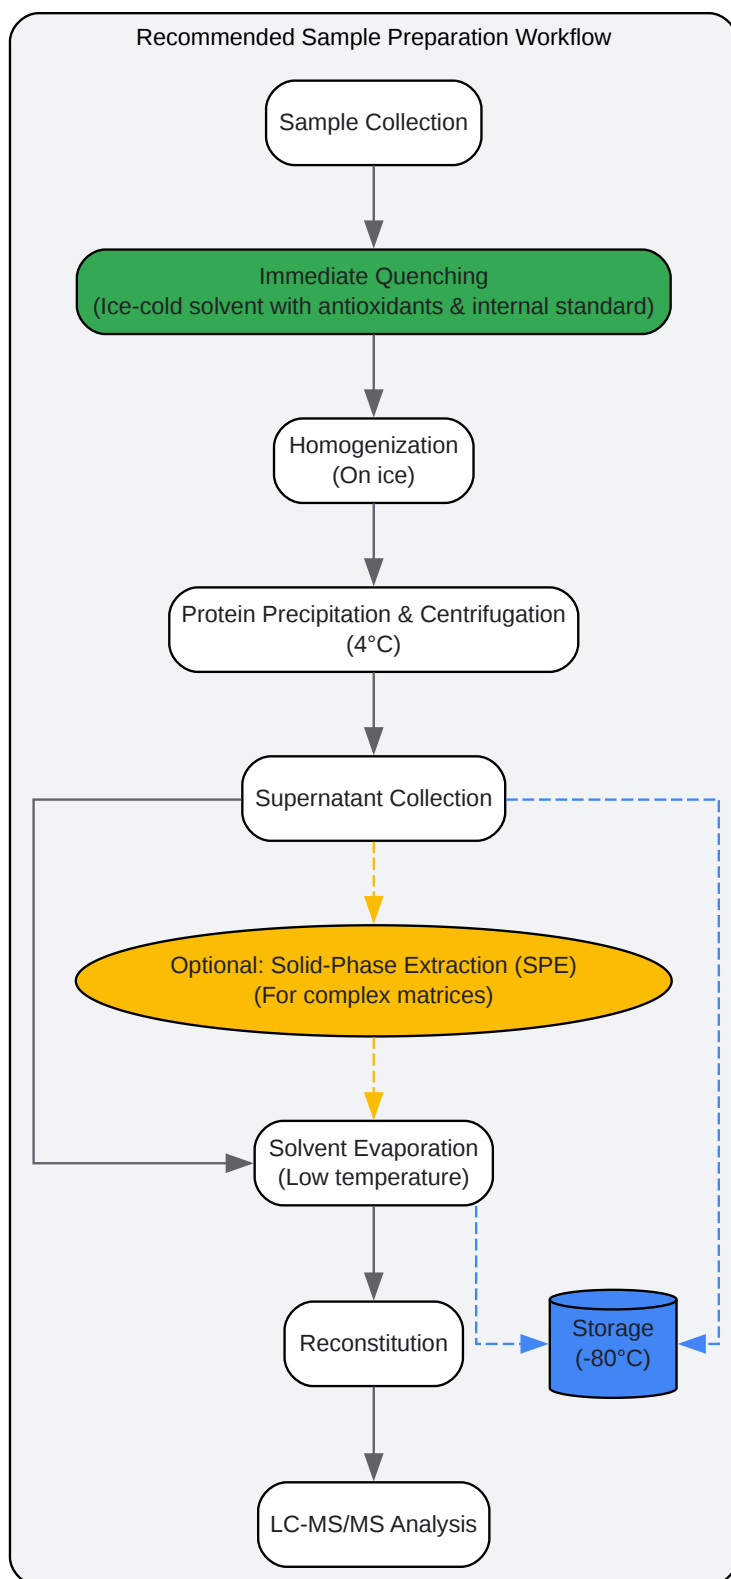 Recommended Sample Preparation Workflow
Sample Collection
Immediate Quenching
(Ice-cold solvent with antioxidants & internal standard)
Homogenization
(On ice)
Protein Precipitation & Centrifugation
(4°C)
Supernatant Collection
Optional: Solid-Phase Extraction (SPE)
(For complex matrices)
Solvent Evaporation
(Low temperature)
Reconstitution
Storage
(-80°C)
LC-MS/MS Analysis